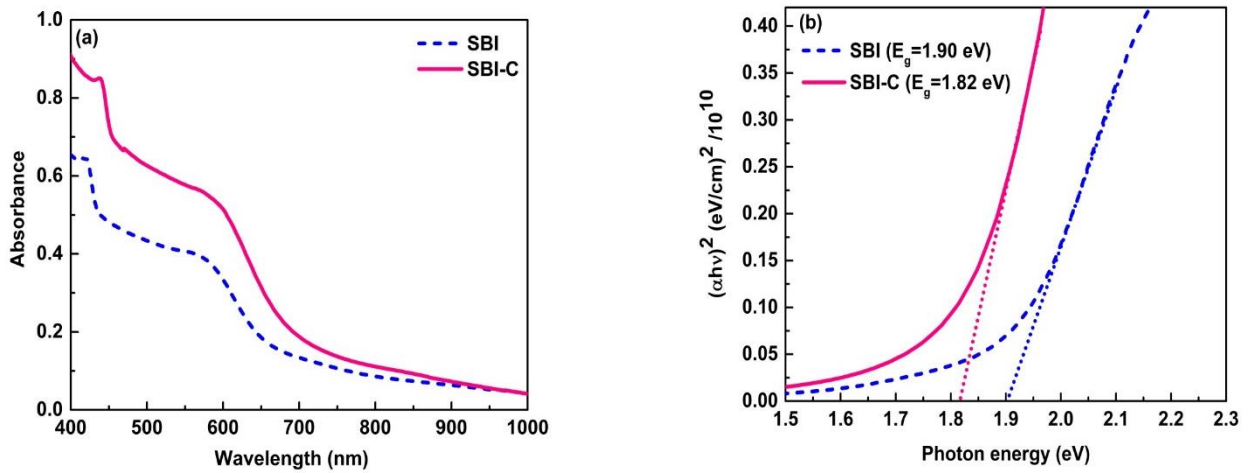 (a)
SBI
SBI-C
1.0
0.8
0.6
0.4
0.2
0.0
Absorbance
400 500 600 700 800 900 1000
Wavelength (nm)
(b)
SBI (E_g=1.90 eV)
SBI-C (E_g=1.82 eV)
0.40
0.35
0.30
0.25
0.20
0.15
0.10
0.05
0.00
(αhν)² (eV/cm)² /10¹⁰
1.5 1.6 1.7 1.8 1.9 2.0 2.1 2.2 2.3
Photon energy (eV)